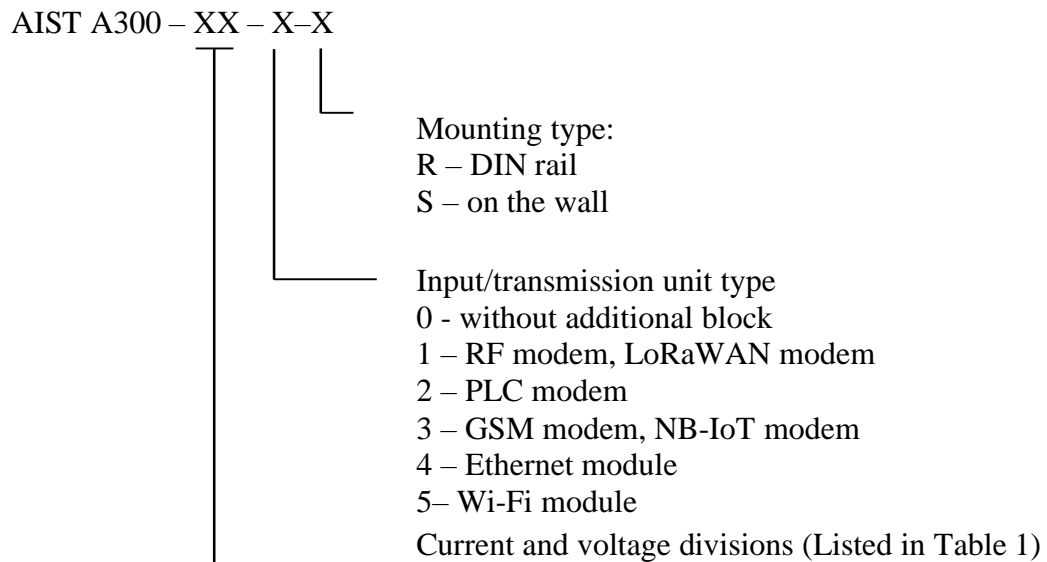 AIST A300 – XX – X–X
Mounting type:
R – DIN rail
S – on the wall
Input/transmission unit type
0 - without additional block
1 – RF modem, LoRaWAN modem
2 – PLC modem
3 – GSM modem, NB-IoT modem
4 – Ethernet module
5– Wi-Fi module
Current and voltage divisions (Listed in Table 1)